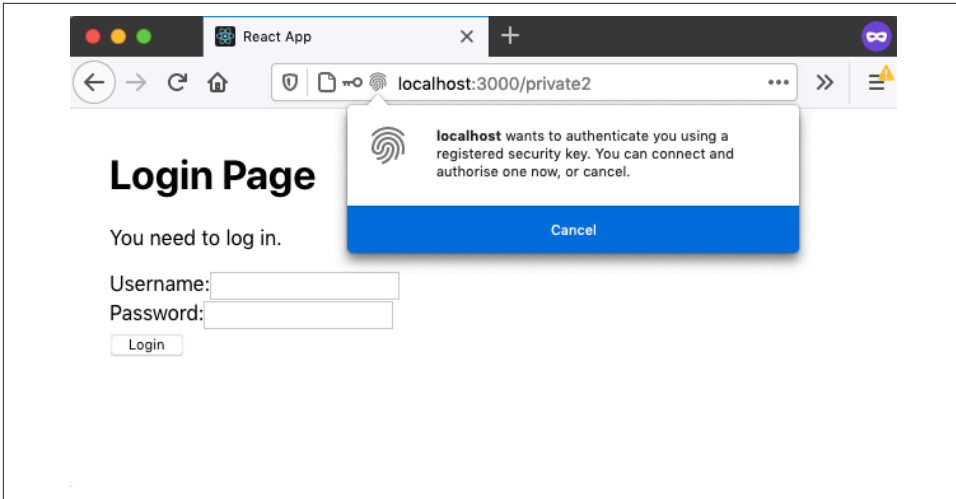 React App
localhost:3000/private2
localhost wants to authenticate you using a
registered security key. You can connect and
authorise one now, or cancel.
Cancel
Login Page
You need to log in.
Username:
Password:
Login